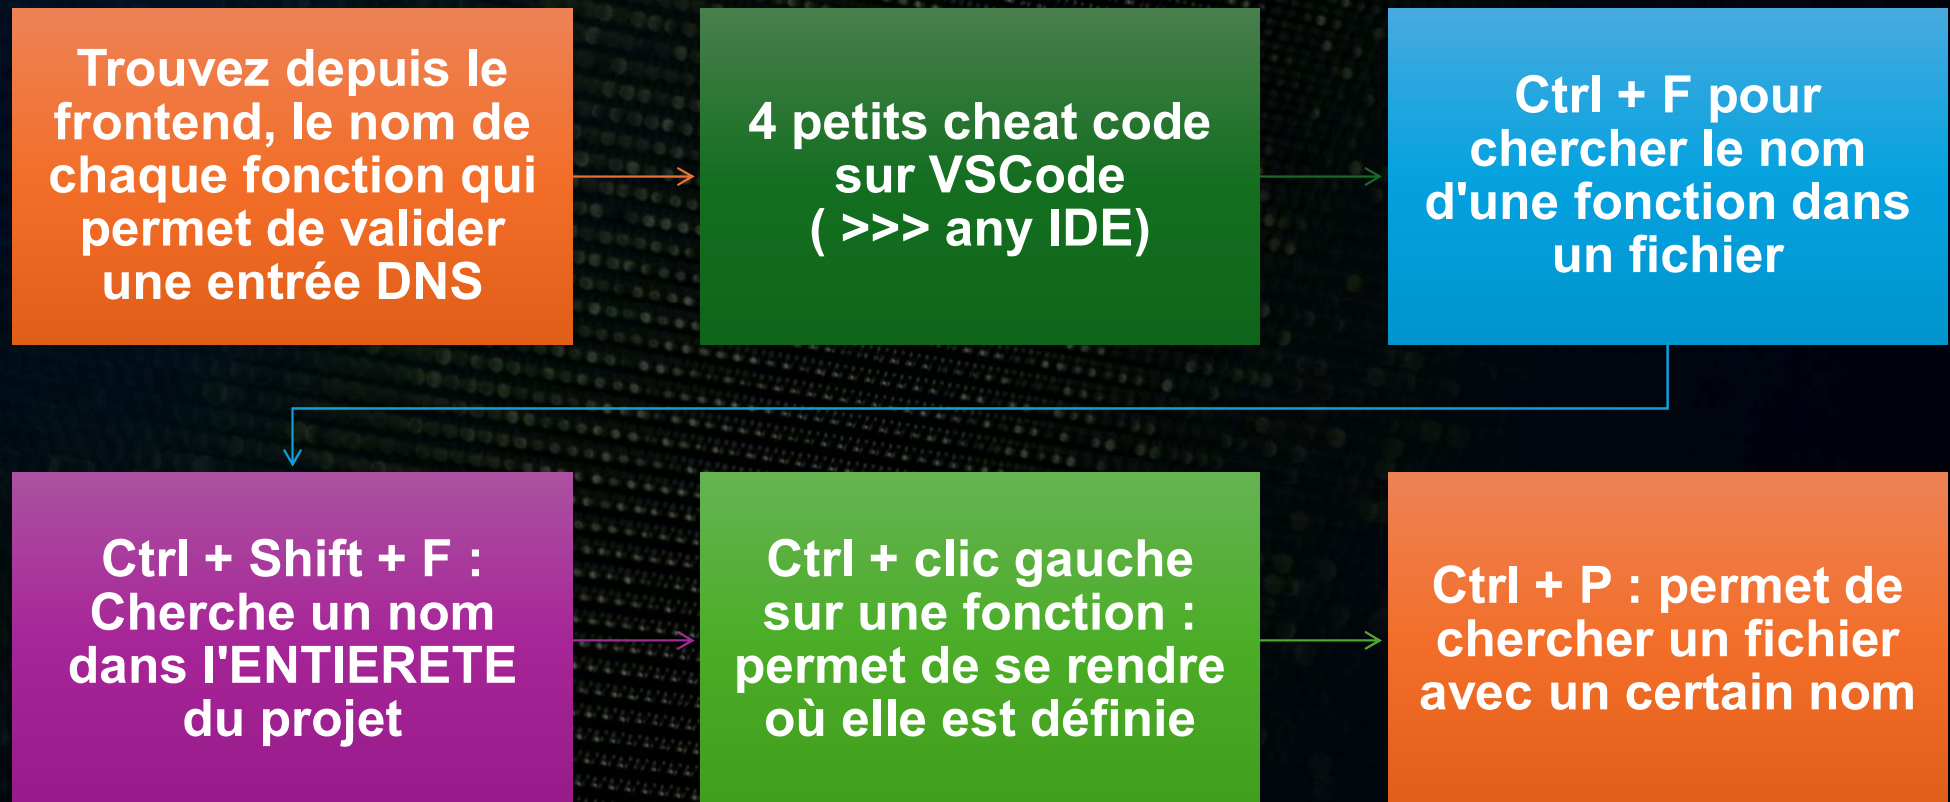 Trouvez depuis le
frontend, le nom de
chaque fonction qui
permet de valider
une entrée DNS
4 petits cheat code
sur VSCode
( >>> any IDE)
Ctrl + F pour
chercher le nom
d'une fonction dans
un fichier
Ctrl + Shift + F :
Cherche un nom
dans l'ENTIERETE
du projet
Ctrl + clic gauche
sur une fonction :
permet de se rendre
où elle est définie
Ctrl + P : permet de
chercher un fichier
avec un certain nom